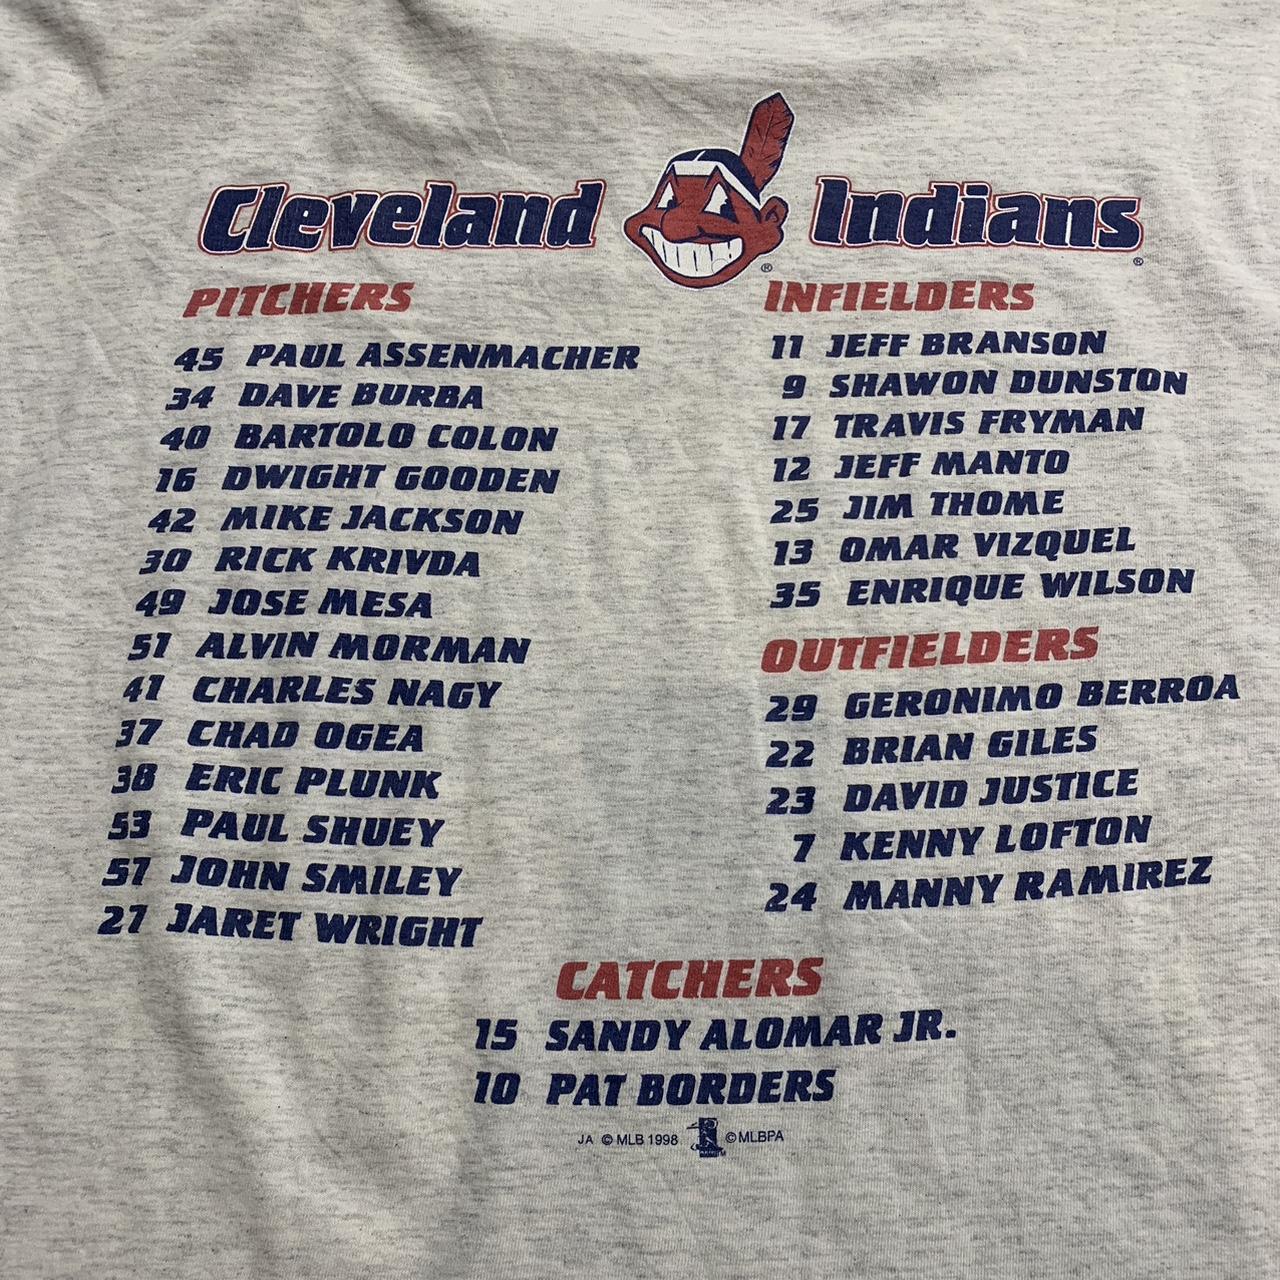 Cleveland Indians
PITCHERS
45 PAUL ASSENMACHER
34 DAVE BURBA
40 BARTOLO COLON
16 DWIGHT GOODEN
42 MIKE JACKSON
30 RICK KRIVDA
49 JOSE MESA
51 ALVIN MORMAN
41 CHARLES NAGY
37 CHAD OGEA
38 ERIC PLUNK
53 PAUL SHUEY
57 JOHN SMILEY
27 JARET WRIGHT
INFIELDERS
11 JEFF BRANSON
9 SHAWON DUNSTON
17 TRAVIS FRYMAN
12 JEFF MANTO
25 JIM THOME
13 OMAR VIZQUEL
35 ENRIQUE WILSON
OUTFIELDERS
29 GERONIMO BERROA
22 BRIAN GILES
23 DAVID JUSTICE
7 KENNY LOFTON
24 MANNY RAMIREZ
CATCHERS
15 SANDY ALOMAR JR.
10 PAT BORDERS
JA © MLB 1998 © MLBPA